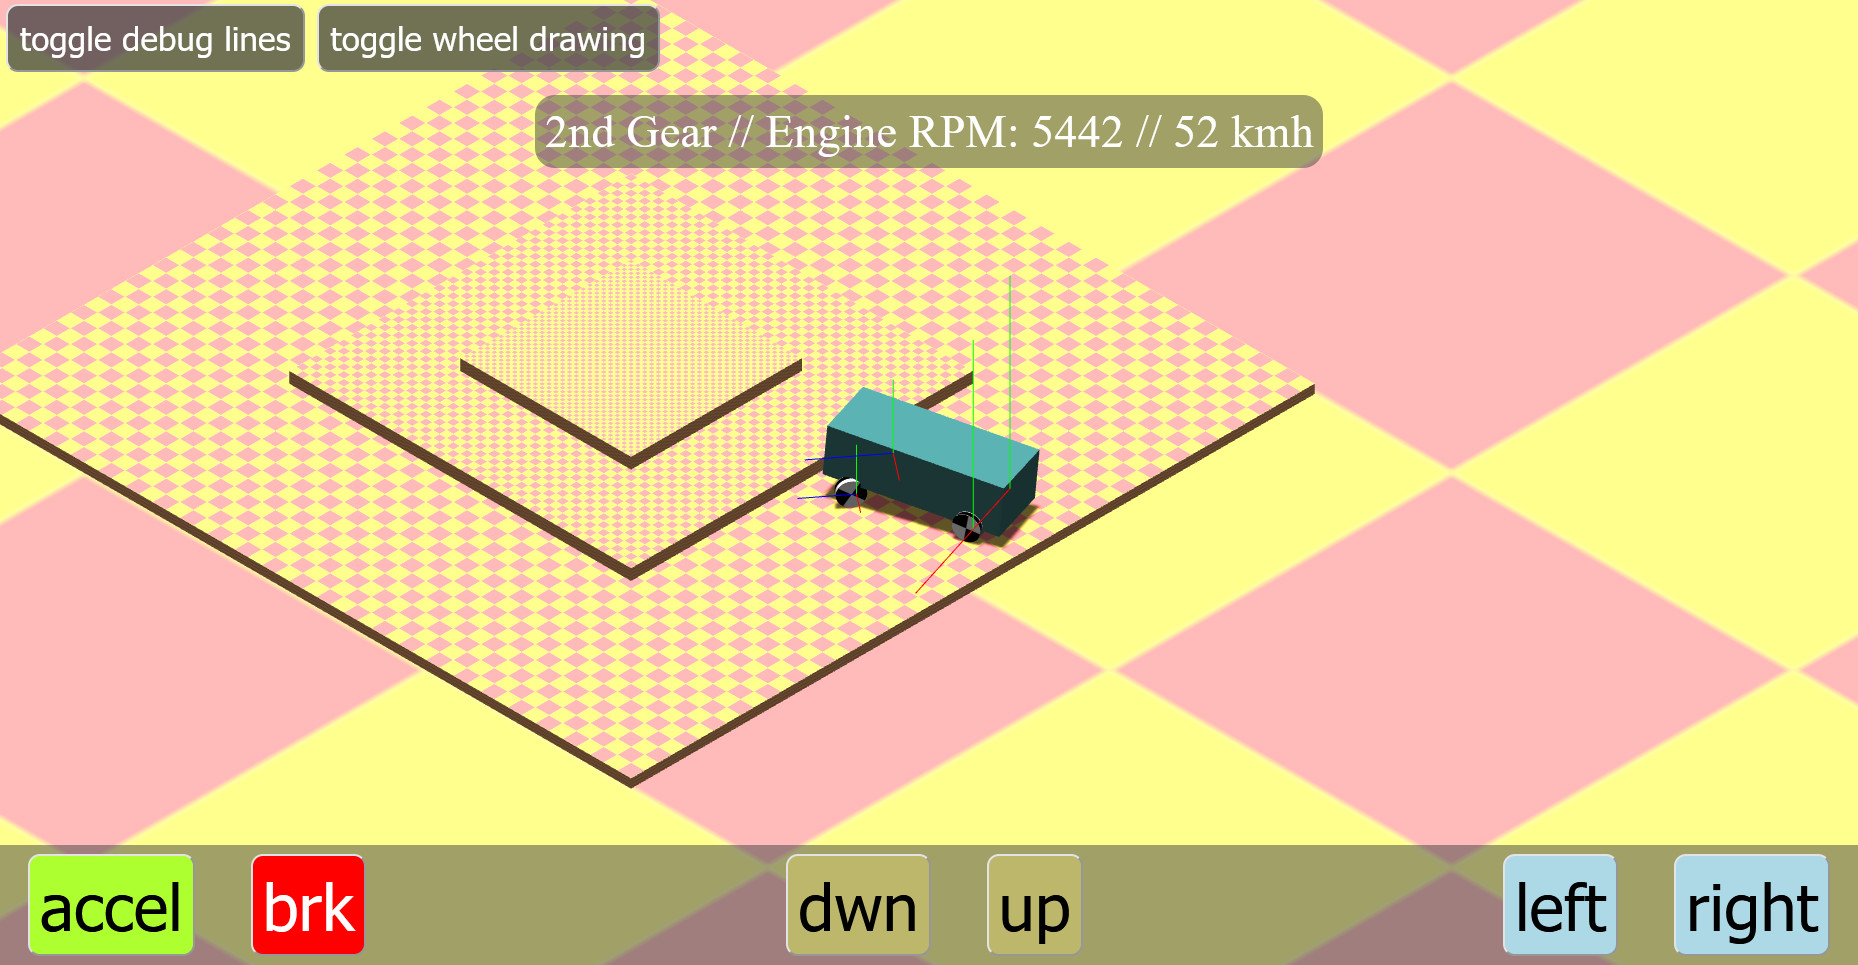 toggle debug lines
toggle wheel drawing
2nd Gear // Engine RPM: 5442 // 52 kmh
accel
brk
dwn
up
left
right